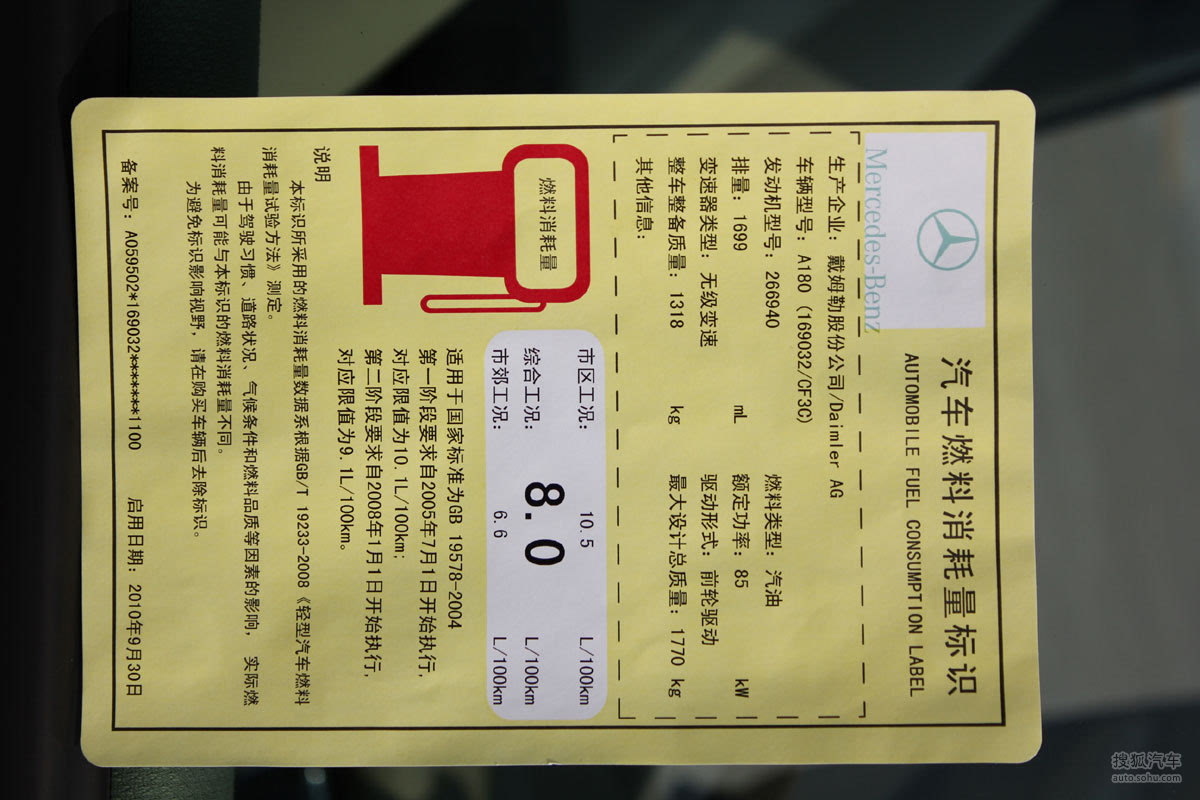 Mercedes-Benz
汽车燃料消耗量标识
AUTOMOBILE FUEL CONSUMPTION LABEL
生产企业：戴姆勒股份公司/Daimler AG
车辆型号：A180 (169032/CF3C)
发动机型号：266940 燃料类型：汽油
排量：1699 mL 额定功率：85 kW
变速器类型：无级变速 驱动形式：前轮驱动
整车整备质量：1318 kg 最大设计总质量：1770 kg
其他信息：
燃料消耗量
市区工况： 10.5 L/100km
综合工况： 8.0 L/100km
市郊工况： 6.6 L/100km
适用于国家标准为GB 19578-2004
第一阶段要求自2005年7月1日开始执行，
对应限值为10.1L/100km；
第二阶段要求自2008年1月1日开始执行，
对应限值为9.1L/100km。
说明
本标识所采用的燃料消耗量数据系根据GB/T 19233-2008《轻型汽车燃料
消耗量试验方法》测定。
由于驾驶习惯、道路状况、气候条件和燃料品质等因素的影响，实际燃
料消耗量可能与本标识的燃料消耗量不同。
为避免标识影响视野，请在购买车辆后去除标识。
备案号：A059502*169032*******1100 启用日期：2010年9月30日
搜狐汽车
auto.sohu.com